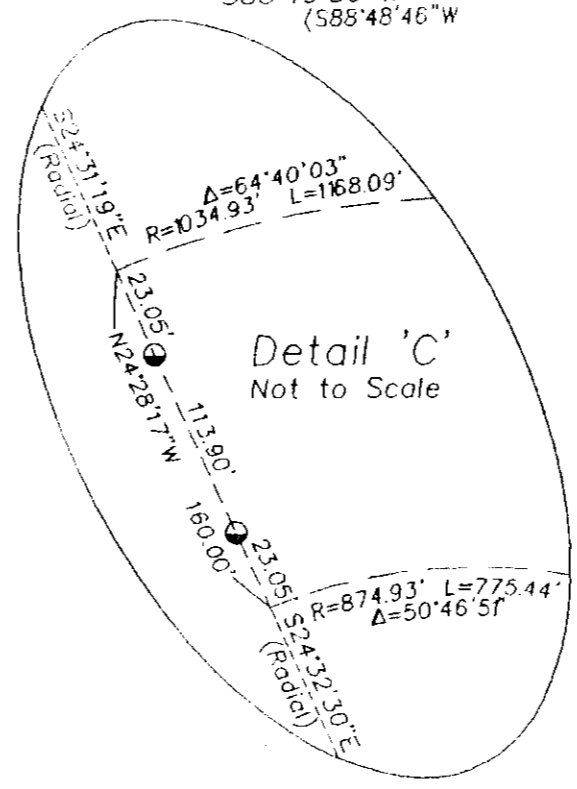 (S88°48'46"W
S24°31'19"E
(Radial)
Δ=64°40'03"
R=1034.93' L=1168.09'
23.05'
N24°28'17"W
Detail 'C'
Not to Scale
113.90'
160.00'
23.05'
R=874.93' L=775.44'
Δ=50°46'51"
S24°32'30"E
(Radial)